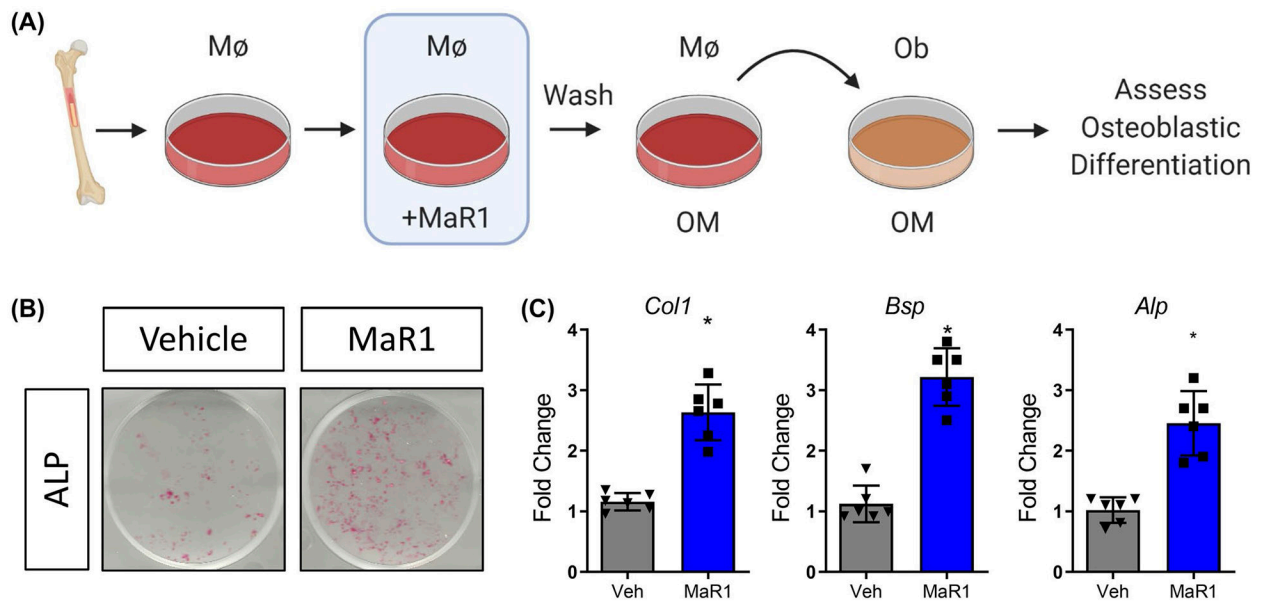 (A)
Mø
Mø
+MaR1
Wash
Mø
OM
Ob
OM
Assess
Osteoblastic
Differentiation
(B)
Vehicle
MaR1
ALP
(C)
Col1
*
Fold Change
4
3
2
1
0
Veh
MaR1
Bsp
*
Fold Change
4
3
2
1
0
Veh
MaR1
Alp
*
Fold Change
4
3
2
1
0
Veh
MaR1